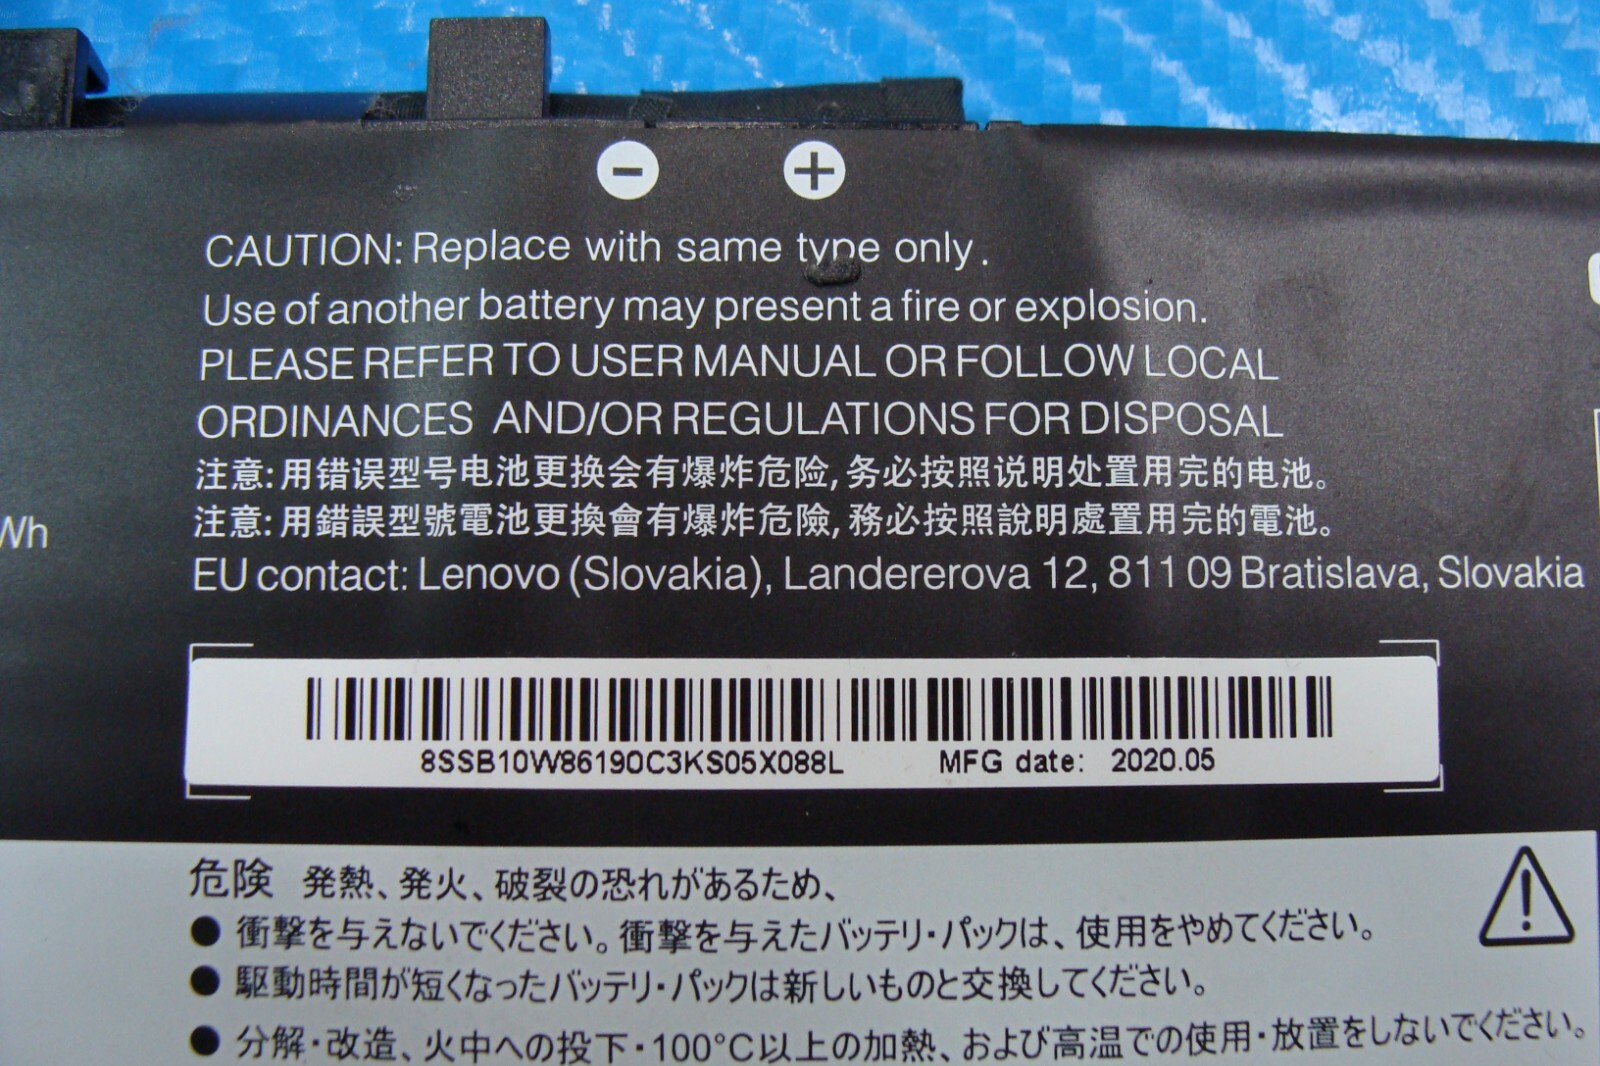 − +
CAUTION: Replace with same type only.
Use of another battery may present a fire or explosion.
PLEASE REFER TO USER MANUAL OR FOLLOW LOCAL
ORDINANCES AND/OR REGULATIONS FOR DISPOSAL
注意:用错误型号电池更换会有爆炸危险,务必按照说明处置用完的电池。
注意:用錯誤型號電池更換會有爆炸危險,務必按照說明處置用完的電池。
Wh
EU contact: Lenovo (Slovakia), Landererova 12, 811 09 Bratislava, Slovakia
8SSB10W86190C3KS05X088L MFG date: 2020.05
危険 発熱、発火、破裂の恐れがあるため、
● 衝撃を与えないでください。衝撃を与えたバッテリ・パックは、使用をやめてください。
● 駆動時間が短くなったバッテリ・パックは新しいものと交換してください。
● 分解・改造、火中への投下・100°C以上の加熱、および高温での使用・放置をしないでください。